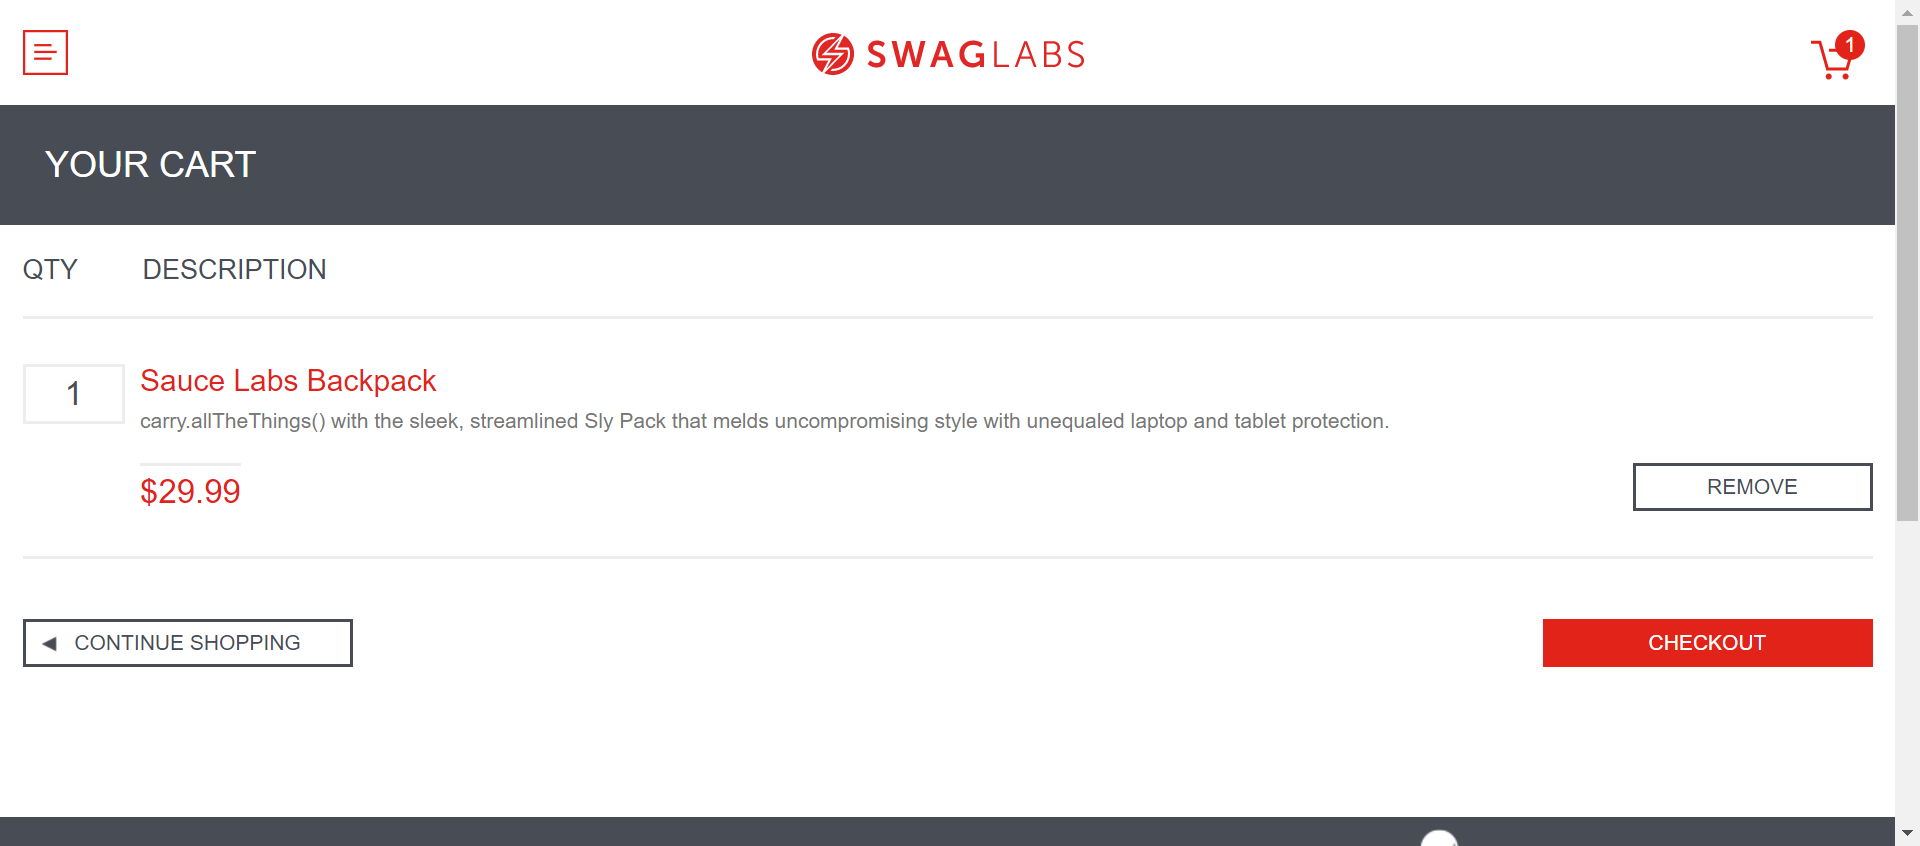 SWAGLABS
1
YOUR CART
QTY DESCRIPTION
1
Sauce Labs Backpack
carry.allTheThings() with the sleek, streamlined Sly Pack that melds uncompromising style with unequaled laptop and tablet protection.
$29.99
REMOVE
CONTINUE SHOPPING
CHECKOUT